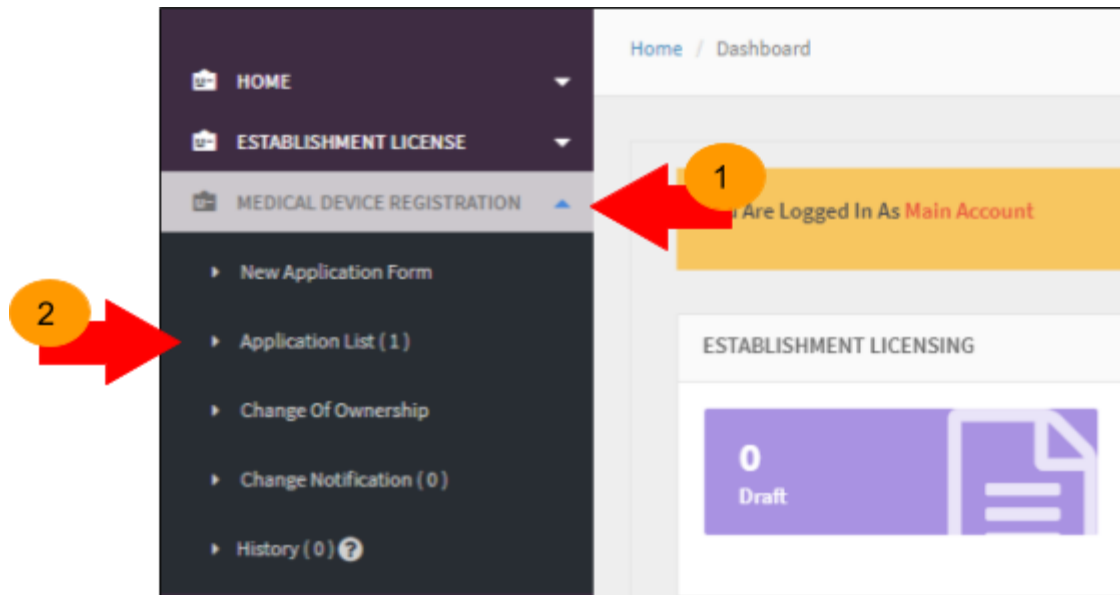 Home / Dashboard
HOME
ESTABLISHMENT LICENSE
MEDICAL DEVICE REGISTRATION
1
Are Logged In As Main Account
New Application Form
2
Application List ( 1 )
ESTABLISHMENT LICENSING
Change Of Ownership
0
Draft
Change Notification ( 0 )
History ( 0 ) ?